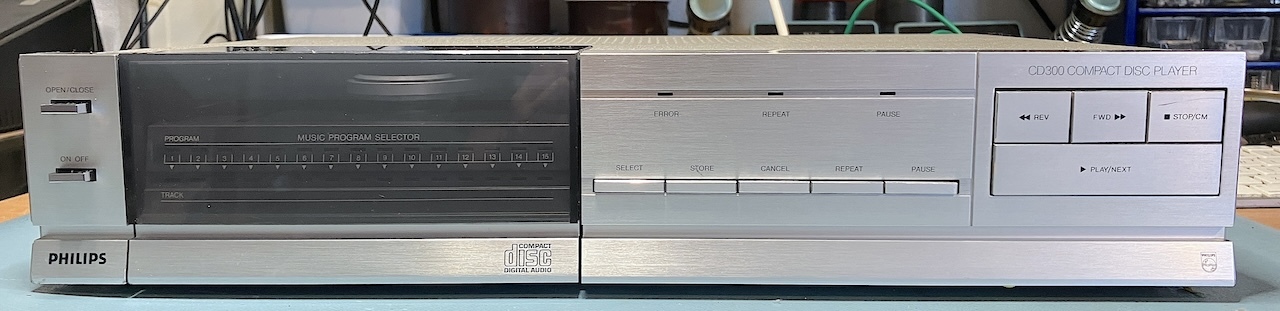 OPEN/CLOSE
ON OFF
PHILIPS
PROGRAM
MUSIC PROGRAM SELECTOR
1 2 3 4 5 6 7 8 9 10 11 12 13 14 15
TRACK
COMPACT
disc
DIGITAL AUDIO
ERROR REPEAT PAUSE
SELECT STORE CANCEL REPEAT PAUSE
CD300 COMPACT DISC PLAYER
◀◀ REV FWD ▶▶ ■ STOP/CM
▶ PLAY/NEXT
PHILIPS